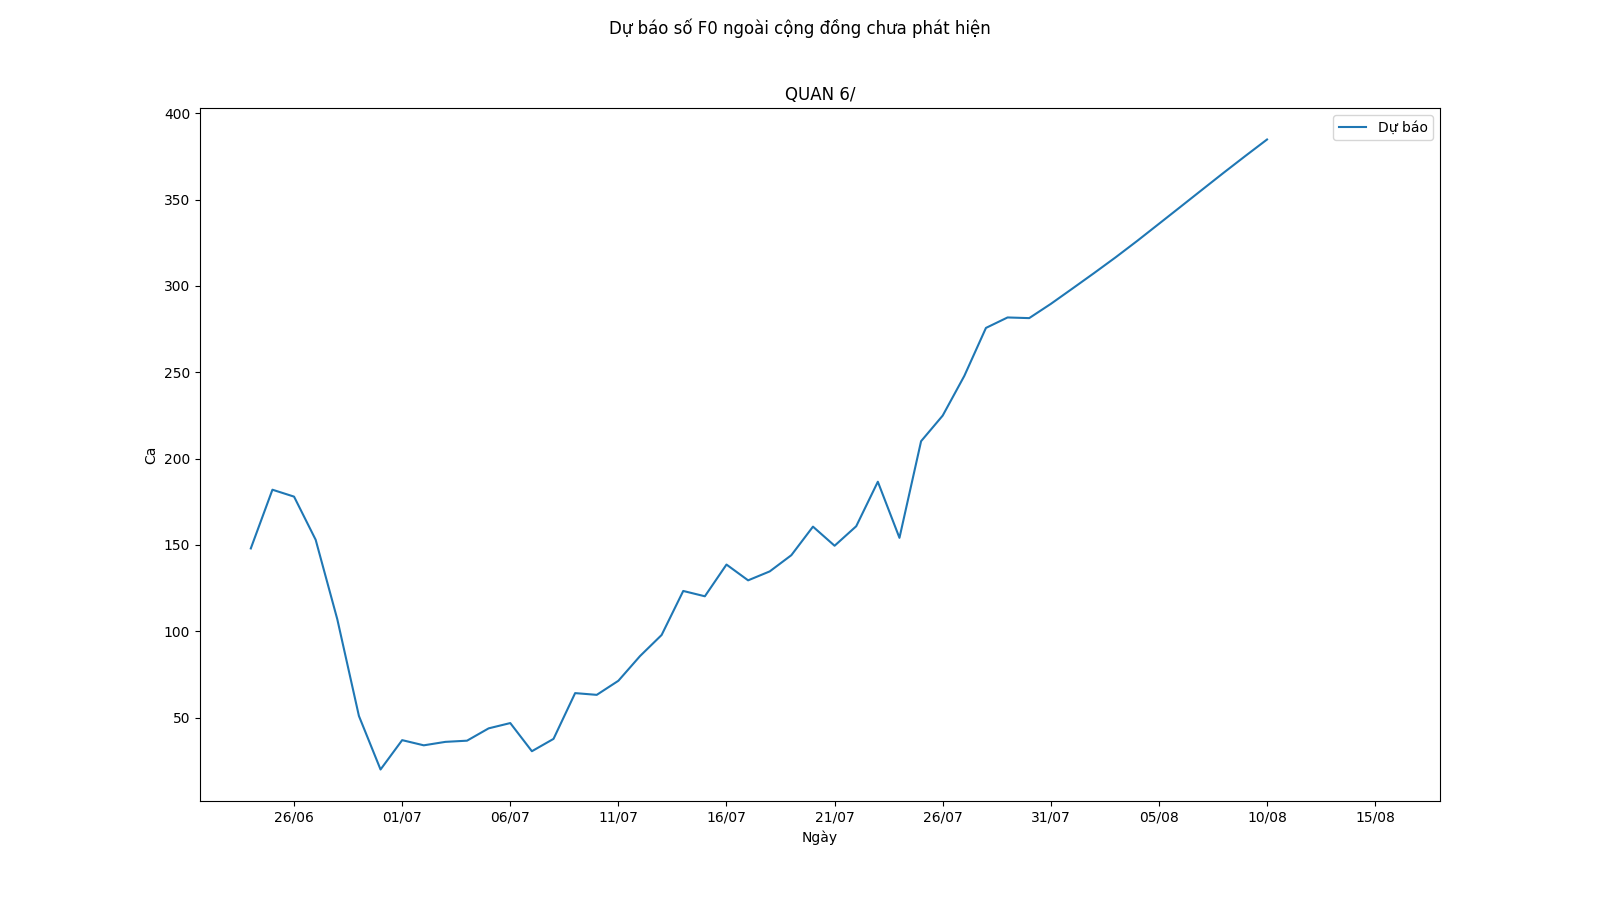 Dự báo số F0 ngoài cộng đồng chưa phát hiện
QUAN 6/
Dự báo
400
350
300
250
200
150
100
50
Ca
26/06 01/07 06/07 11/07 16/07 21/07 26/07 31/07 05/08 10/08 15/08
Ngày